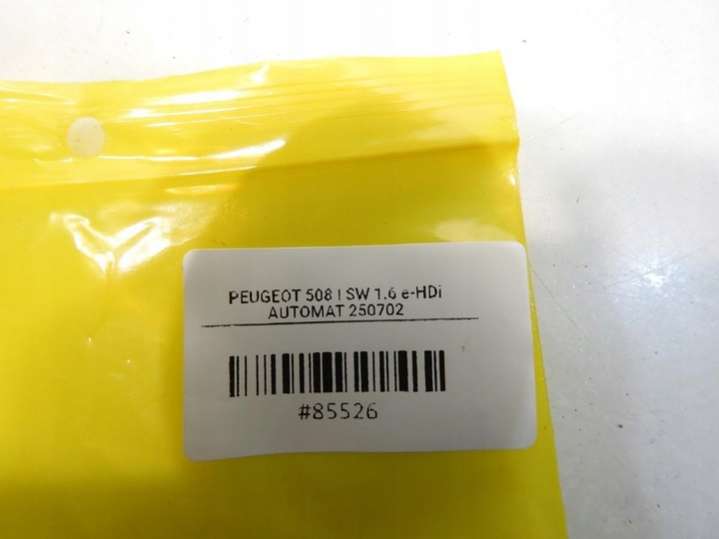 PEUGEOT 508 I SW 1.6 e-HDi
AUTOMAT 250702
#85526